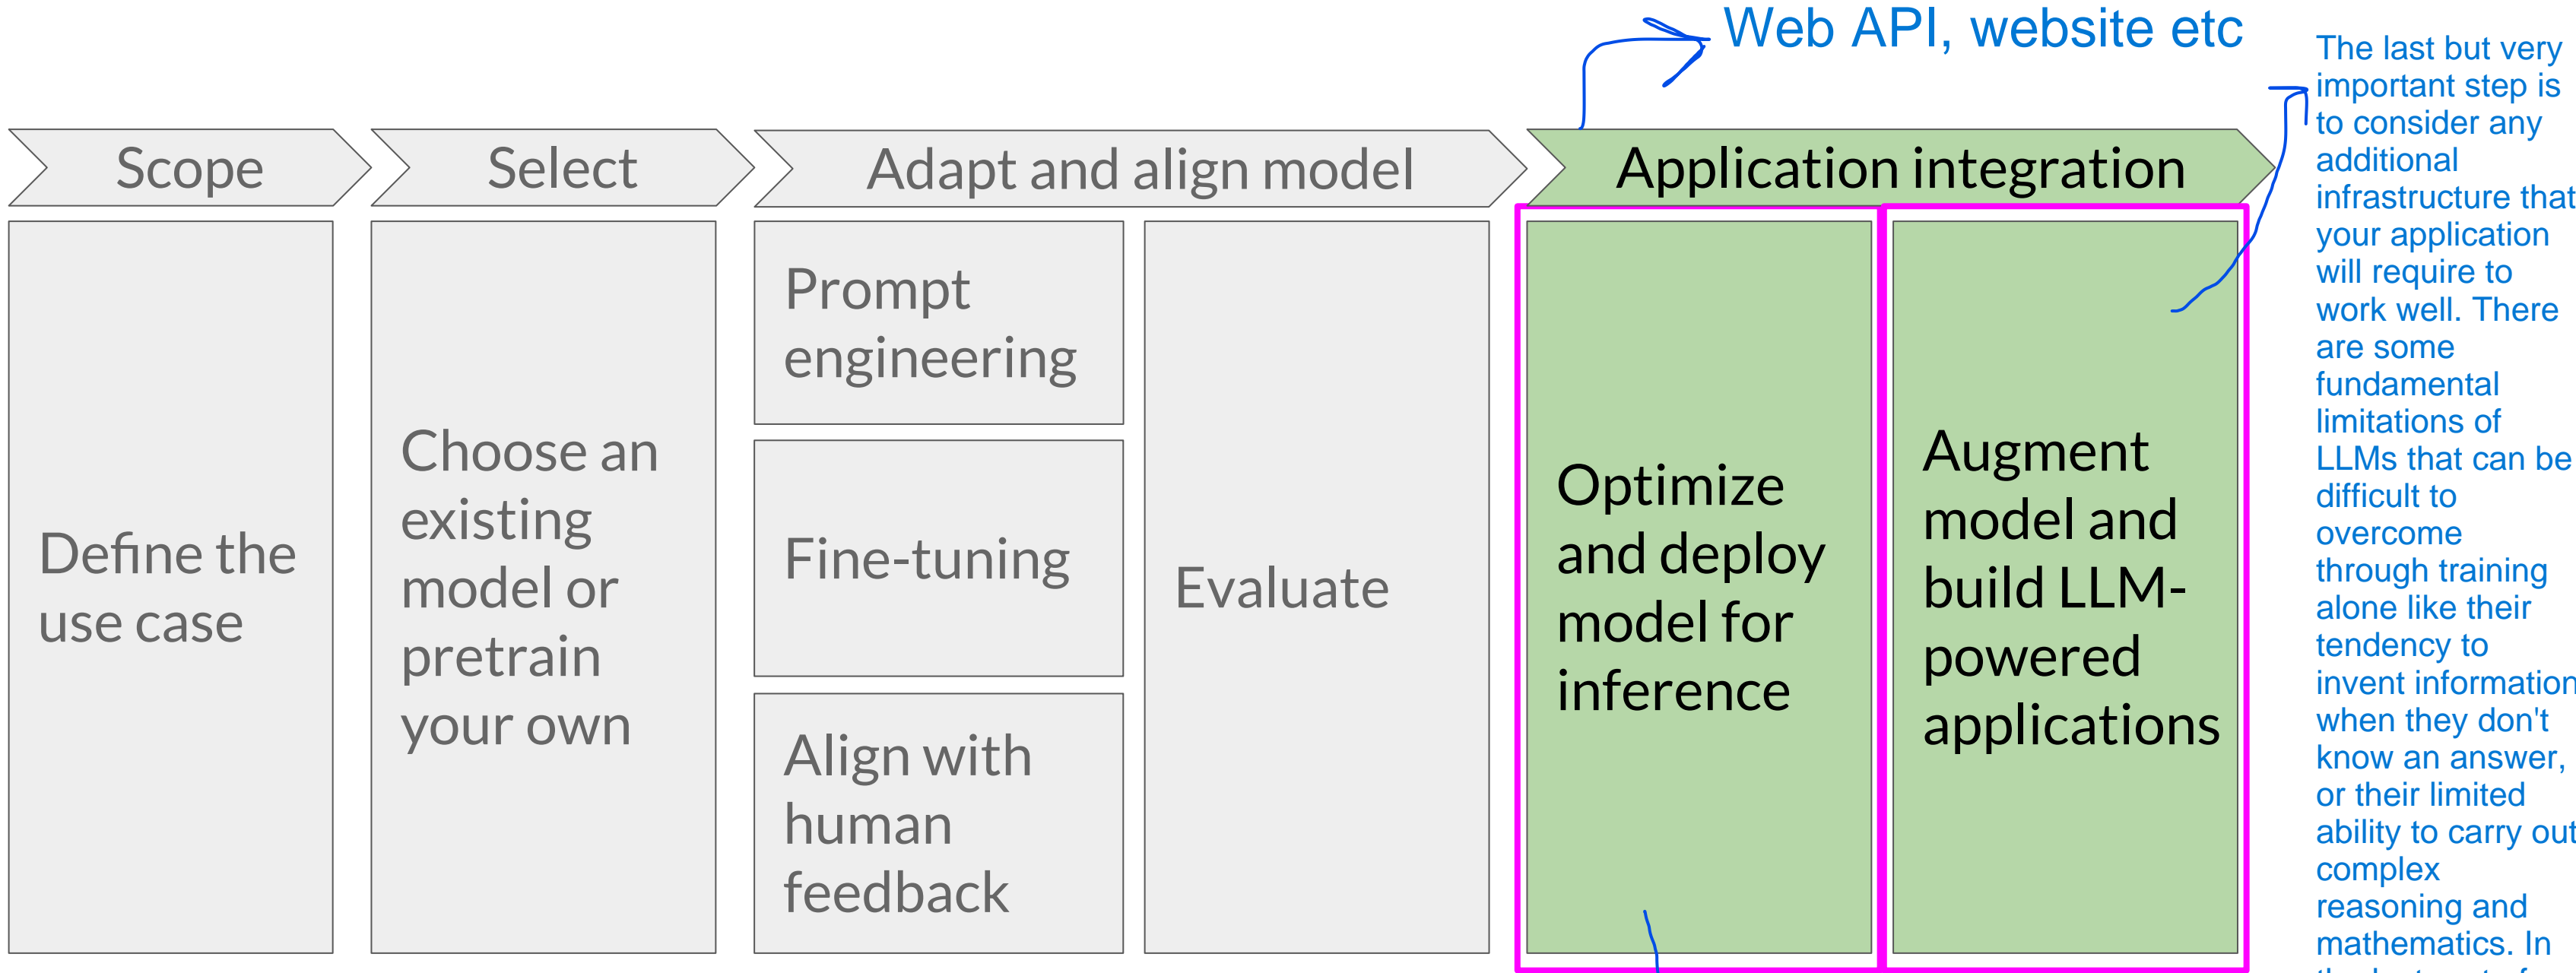 Web API, website etc
Scope
Select
Adapt and align model
Application integration
Define the
use case
Choose an
existing
model or
pretrain
your own
Prompt
engineering
Fine-tuning
Align with
human
feedback
Evaluate
Optimize
and deploy
model for
inference
Augment
model and
build LLM-
powered
applications
The last but very
important step is
to consider any
additional
infrastructure that
your application
will require to
work well. There
are some
fundamental
limitations of
LLMs that can be
difficult to
overcome
through training
alone like their
tendency to
invent information
when they don't
know an answer,
or their limited
ability to carry out
complex
reasoning and
mathematics. In